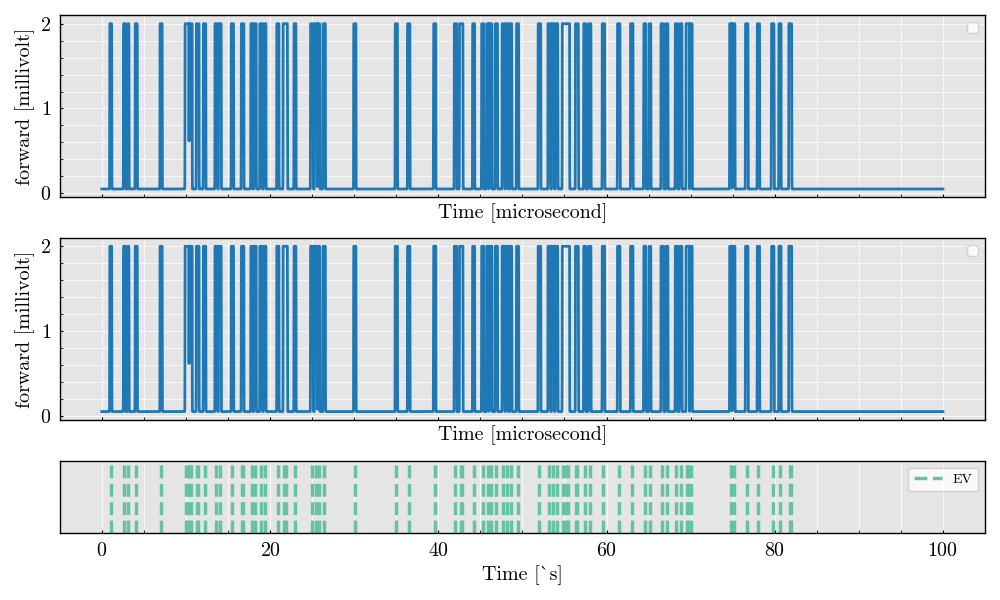 2
1
0
forward [millivolt]
Time [microsecond]
2
1
0
forward [millivolt]
Time [microsecond]
EV
0 20 40 60 80 100
Time [`s]